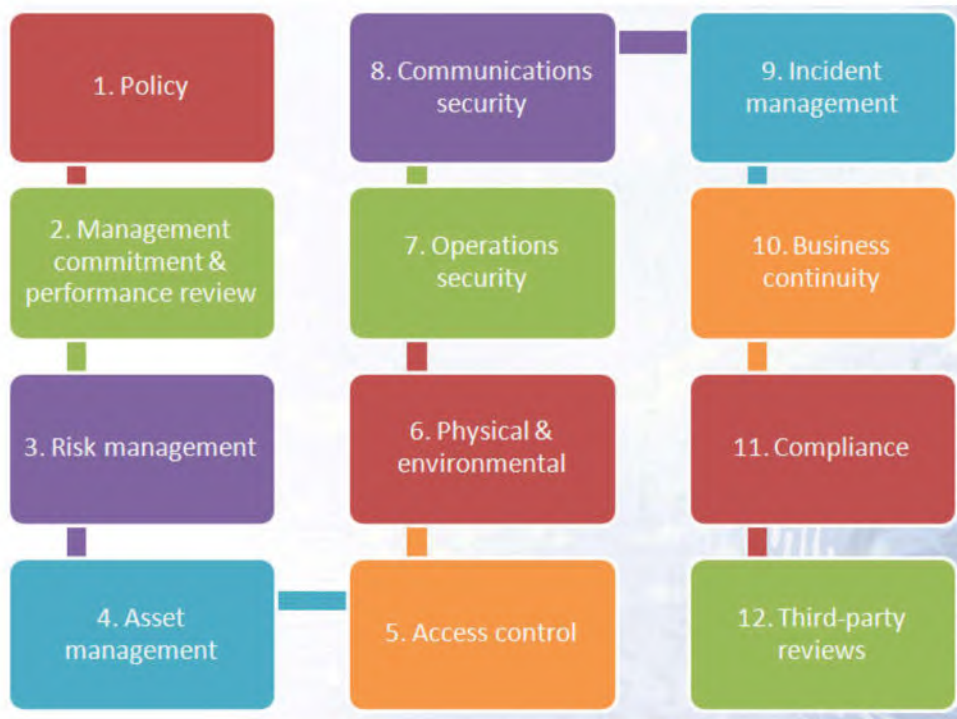 1. Policy
2. Management
commitment &
performance review
3. Risk management
4. Asset
management
5. Access control
6. Physical &
environmental
7. Operations
security
8. Communications
security
9. Incident
management
10. Business
continuity
11. Compliance
12. Third-party
reviews